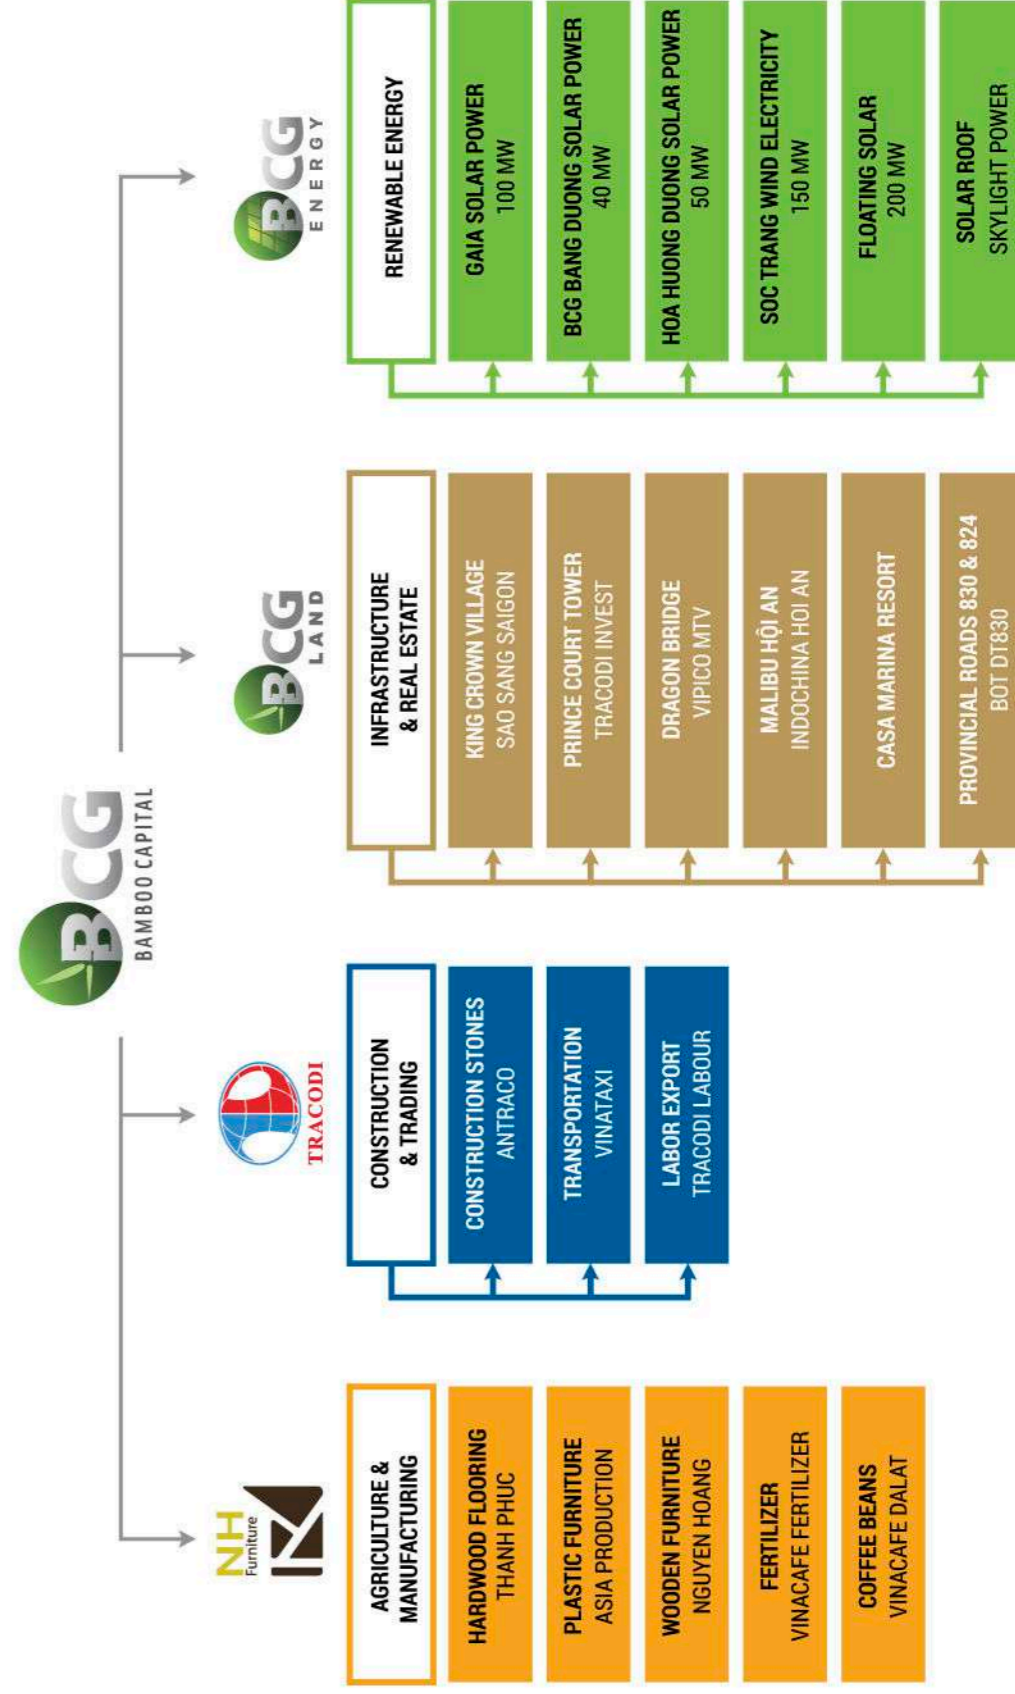 BCG
BAMBOO CAPITAL
NH
Furniture
AGRICULTURE &
MANUFACTURING
HARDWOOD FLOORING
THANH PHUC
PLASTIC FURNITURE
ASIA PRODUCTION
WOODEN FURNITURE
NGUYEN HOANG
FERTILIZER
VINACAFE FERTILIZER
COFFEE BEANS
VINACAFE DALAT
TRACODI
CONSTRUCTION
& TRADING
CONSTRUCTION STONES
ANTRACO
TRANSPORTATION
VINATAXI
LABOR EXPORT
TRACODI LABOUR
BCG
LAND
INFRASTRUCTURE
& REAL ESTATE
KING CROWN VILLAGE
SAO SANG SAIGON
PRINCE COURT TOWER
TRACODI INVEST
DRAGON BRIDGE
VIPICO MTV
MALIBU HỘI AN
INDOCHINA HOI AN
CASA MARINA RESORT
PROVINCIAL ROADS 830 & 824
BOT DT830
BCG
ENERGY
RENEWABLE ENERGY
GAIA SOLAR POWER
100 MW
BCG BANG DUONG SOLAR POWER
40 MW
HOA HUONG DUONG SOLAR POWER
50 MW
SOC TRANG WIND ELECTRICITY
150 MW
FLOATING SOLAR
200 MW
SOLAR ROOF
SKYLIGHT POWER